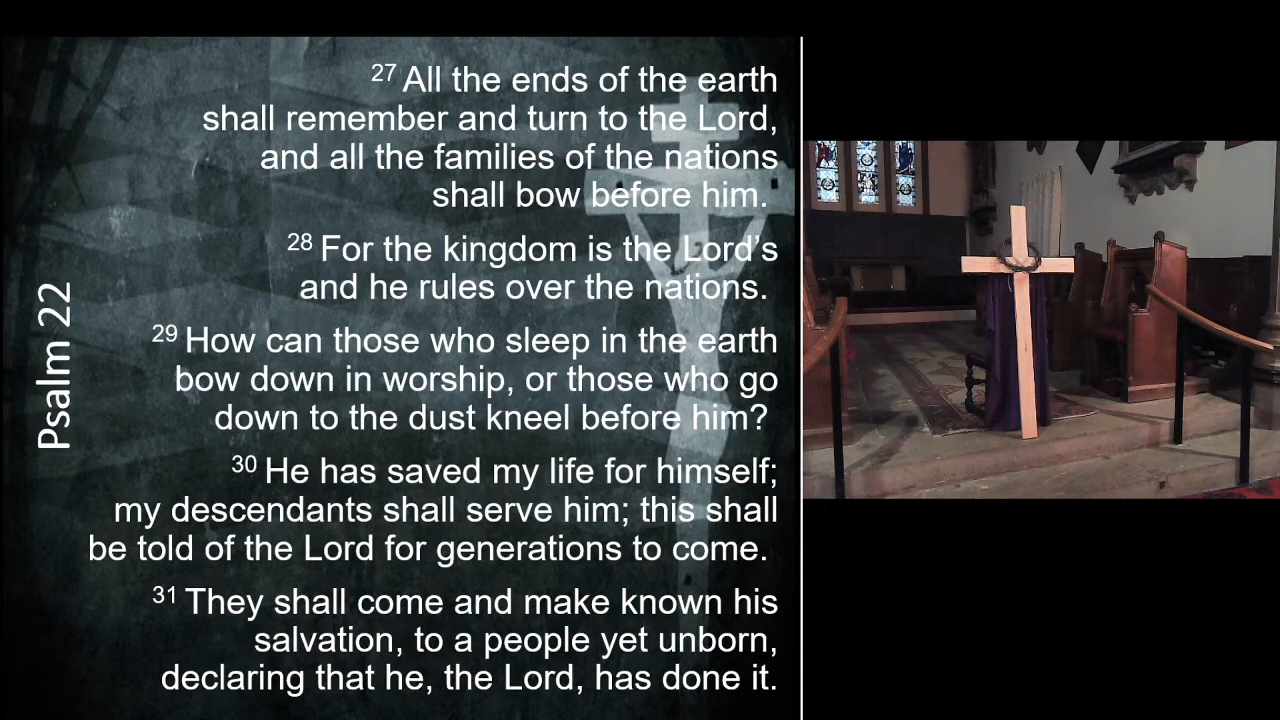 Psalm 22
27 All the ends of the earth
shall remember and turn to the Lord,
and all the families of the nations
shall bow before him.
28 For the kingdom is the Lord’s
and he rules over the nations.
29 How can those who sleep in the earth
bow down in worship, or those who go
down to the dust kneel before him?
30 He has saved my life for himself;
my descendants shall serve him; this shall
be told of the Lord for generations to come.
31 They shall come and make known his
salvation, to a people yet unborn,
declaring that he, the Lord, has done it.